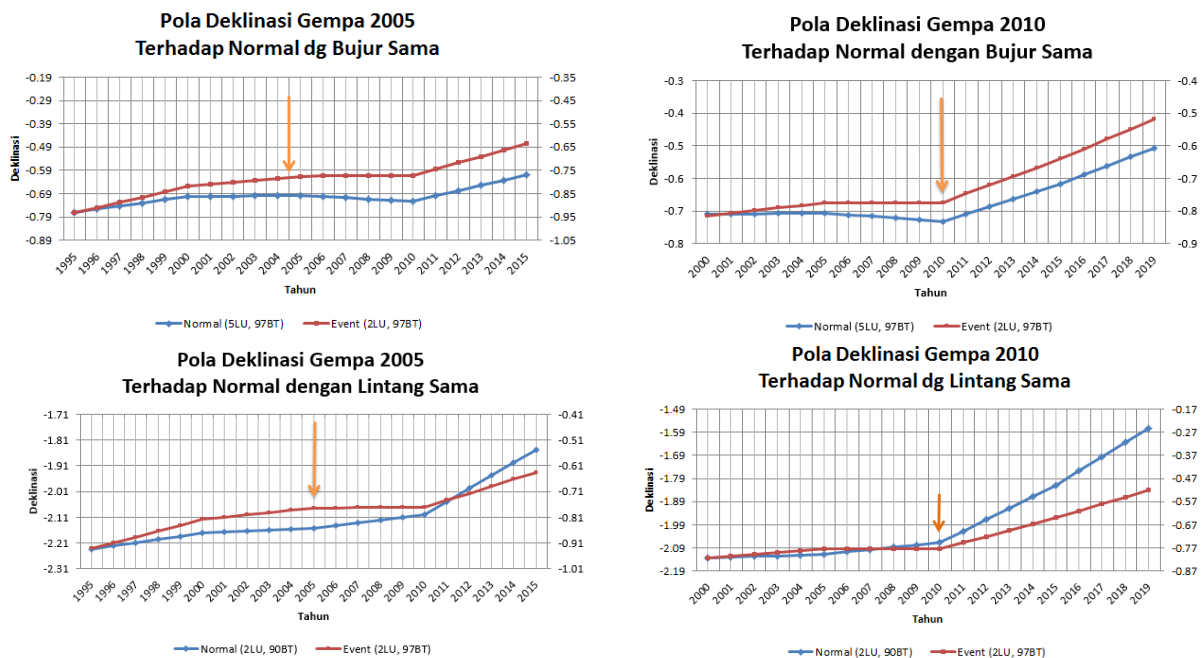 Pola Deklinasi Gempa 2005
Terhadap Normal dg Bujur Sama
-0.19
-0.29
-0.39
-0.49
-0.59
-0.69
-0.79
-0.89
Deklinasi
-0.35
-0.45
-0.55
-0.65
-0.75
-0.85
-0.95
-1.05
1995 1996 1997 1998 1999 2000 2001 2002 2003 2004 2005 2006 2007 2008 2009 2010 2011 2012 2013 2014 2015
Tahun
Normal (5LU, 97BT) Event (2LU, 97BT)
Pola Deklinasi Gempa 2010
Terhadap Normal dengan Bujur Sama
-0.3
-0.4
-0.5
-0.6
-0.7
-0.8
Deklinasi
-0.4
-0.5
-0.6
-0.7
-0.8
-0.9
2000 2001 2002 2003 2004 2005 2006 2007 2008 2009 2010 2011 2012 2013 2014 2015 2016 2017 2018 2019
Tahun
Normal (5LU, 97BT) Event (2LU, 97BT)
Pola Deklinasi Gempa 2005
Terhadap Normal dengan Lintang Sama
-1.71
-1.81
-1.91
-2.01
-2.11
-2.21
-2.31
Deklinasi
-0.41
-0.51
-0.61
-0.71
-0.81
-0.91
-1.01
1995 1996 1997 1998 1999 2000 2001 2002 2003 2004 2005 2006 2007 2008 2009 2010 2011 2012 2013 2014 2015
Tahun
Normal (2LU, 90BT) Event (2LU, 97BT)
Pola Deklinasi Gempa 2010
Terhadap Normal dg Lintang Sama
-1.49
-1.59
-1.69
-1.79
-1.89
-1.99
-2.09
-2.19
Deklinasi
-0.17
-0.27
-0.37
-0.47
-0.57
-0.67
-0.77
-0.87
2000 2001 2002 2003 2004 2005 2006 2007 2008 2009 2010 2011 2012 2013 2014 2015 2016 2017 2018 2019
Tahun
Normal (2LU, 90BT) Event (2LU, 97BT)